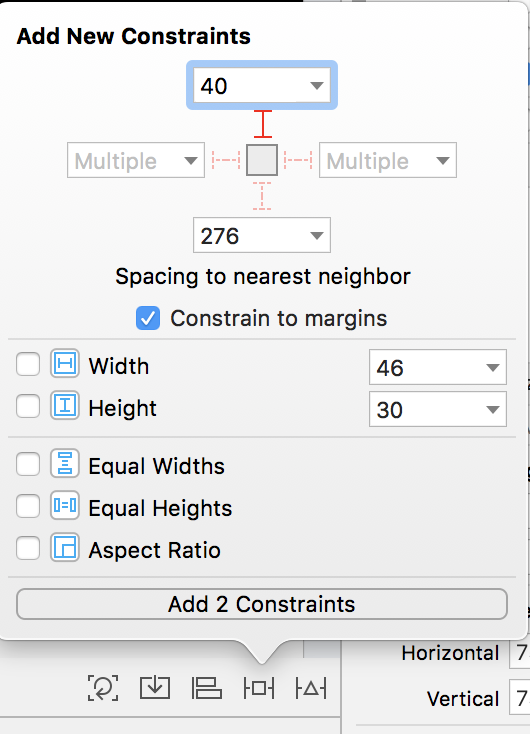 Add New Constraints
40
Multiple
Multiple
276
Spacing to nearest neighbor
Constrain to margins
Width
46
Height
30
Equal Widths
Equal Heights
Aspect Ratio
Add 2 Constraints
Horizontal
7
Vertical
7